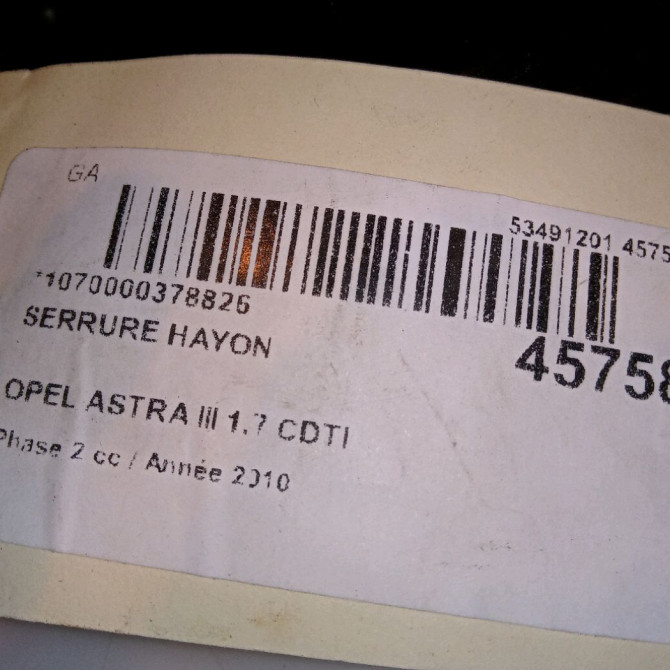 GA
53491201 4575
*1070000378826
SERRURE HAYON
45758
OPEL ASTRA III 1.7 CDTI
Phase 2 cc / Année 2010